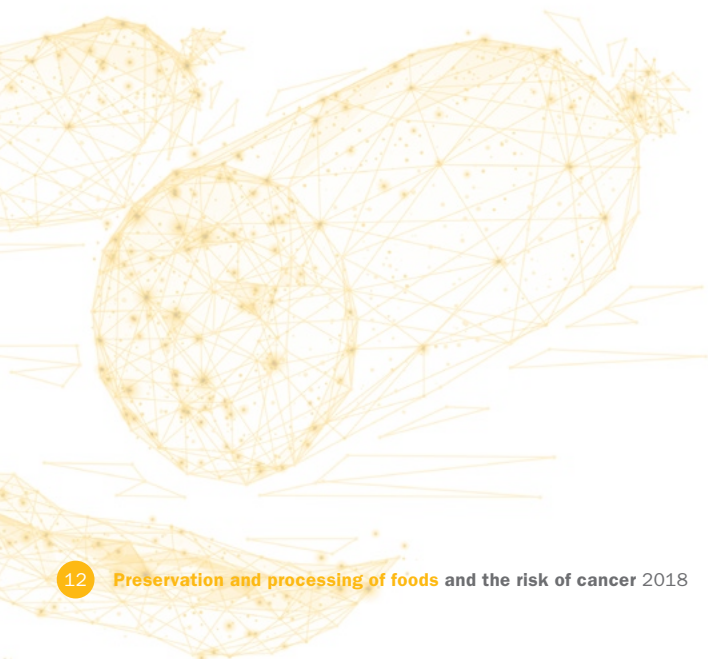 12 Preservation and processing of foods and the risk of cancer 2018